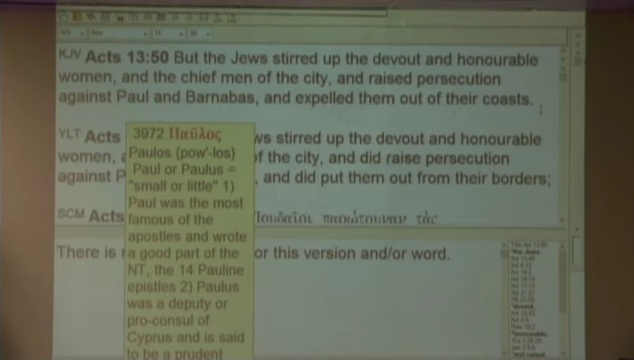 KJV Acts 13:50 But the Jews stirred up the devout and honourable
women, and the chief men of the city, and raised persecution
against Paul and Barnabas, and expelled them out of their coasts.
YLT Acts ws stirred up the devout and honourable
women, a of the city, and did raise persecution
against P , and did put them out from their borders;
SCM Acts Ἰουδαῖοι παρώτρυναν τὰς
There is or this version and/or word.
3972 Παῦλος
Paulos {pow'-los}
Paul or Paulus =
"small or little" 1)
Paul was the most
famous of the
apostles and wrote
a good part of the
NT, the 14 Pauline
epistles 2) Paulus
was a deputy or
pro-consul of
Cyprus and is said
to be a prudent